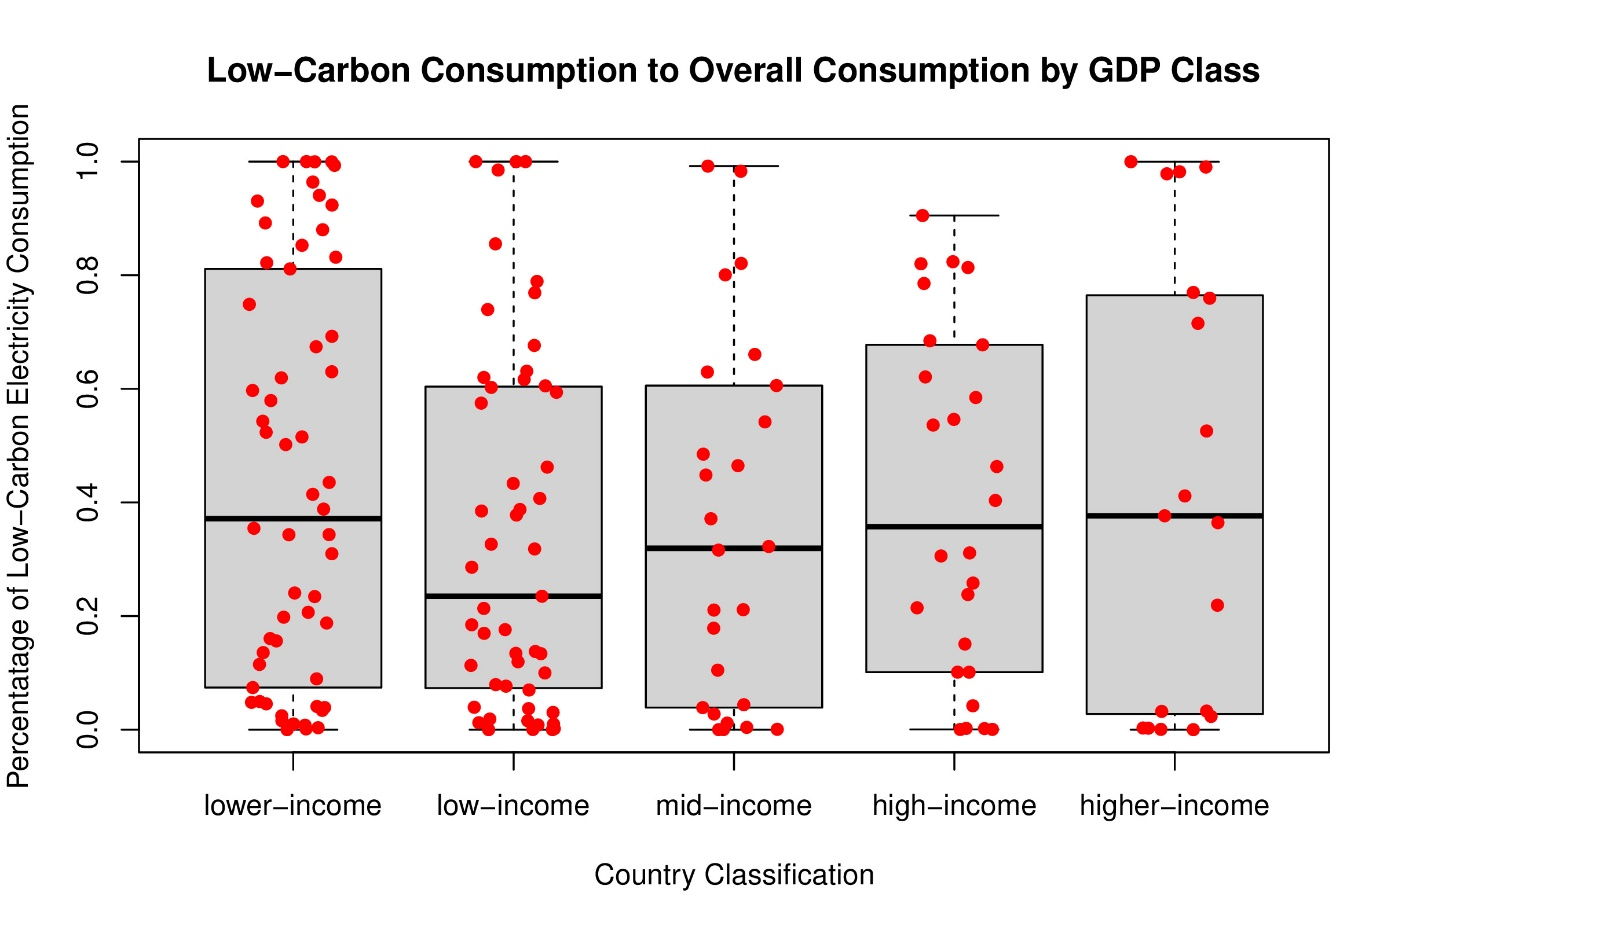 Low−Carbon Consumption to Overall Consumption by GDP Class
Percentatage of Low−Carbon Electricity Consumption
1.0
0.8
0.6
0.4
0.2
0.0
lower−income low−income mid−income high−income higher−income
Country Classification